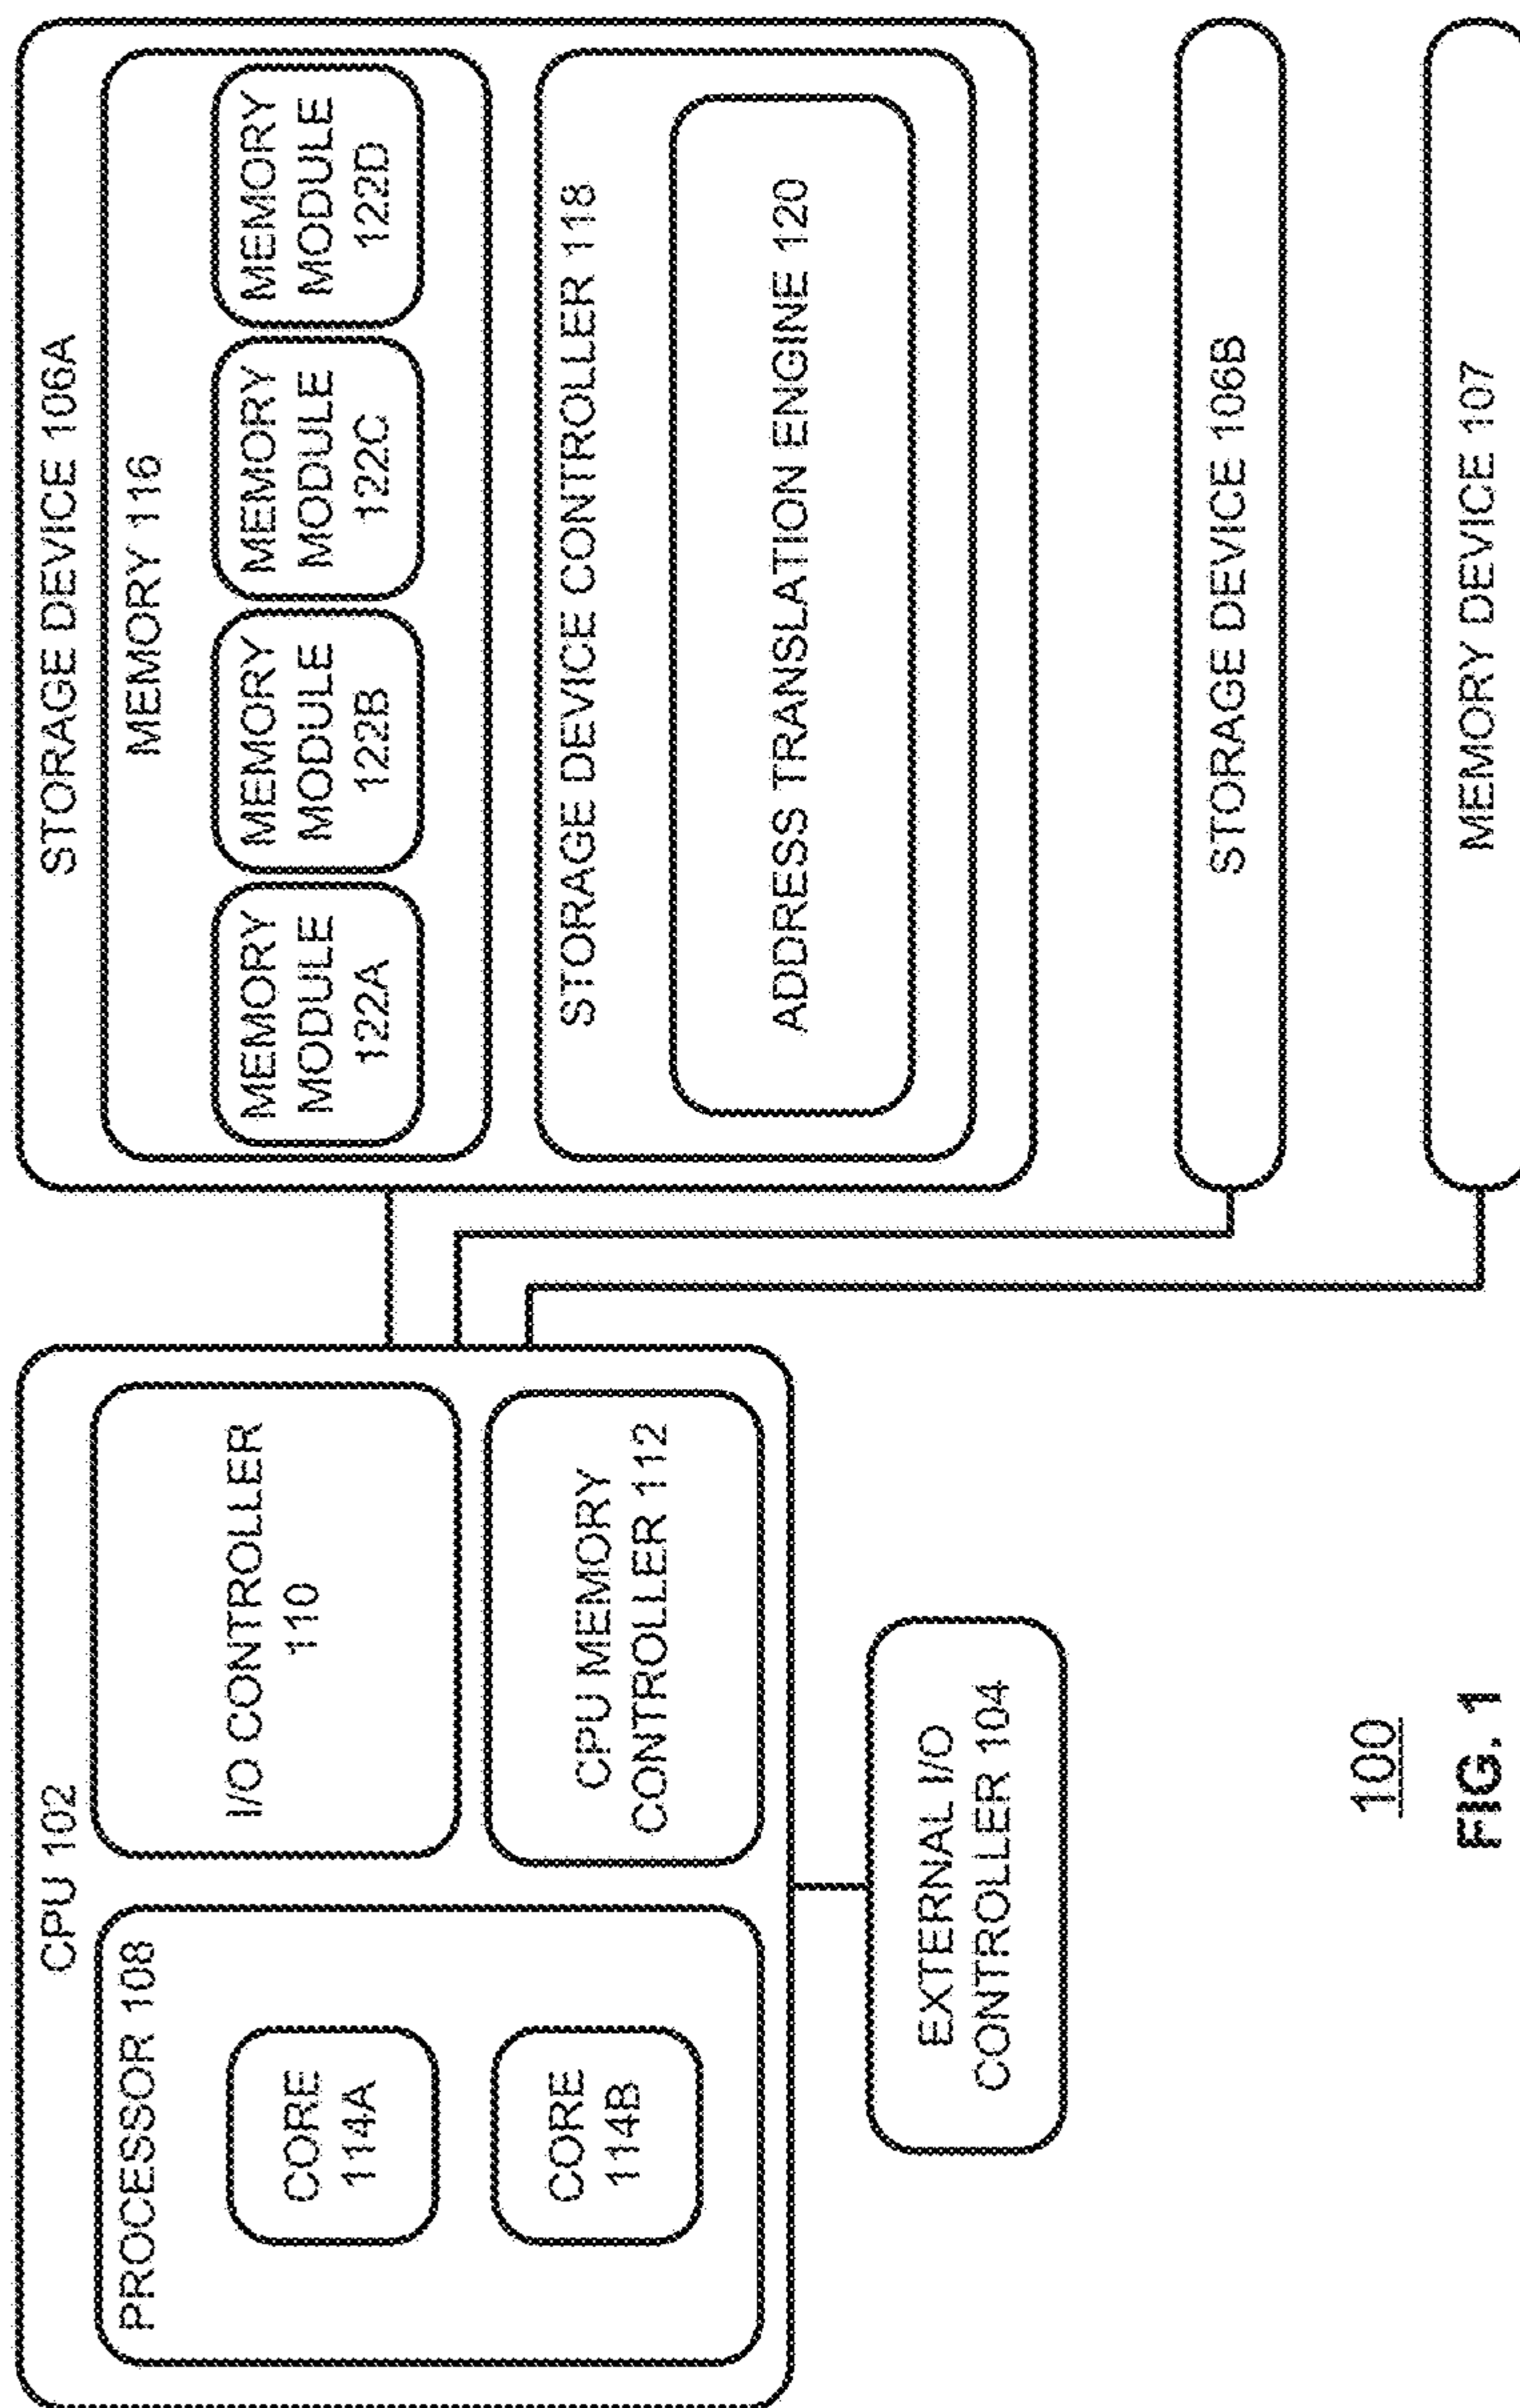 CPU 102
PROCESSOR 108
CORE
114A
CORE
114B
I/O CONTROLLER
110
CPU MEMORY
CONTROLLER 112
EXTERNAL I/O
CONTROLLER 104
STORAGE DEVICE 106A
MEMORY 116
MEMORY
MODULE
122A
MEMORY
MODULE
122B
MEMORY
MODULE
122C
MEMORY
MODULE
122D
STORAGE DEVICE CONTROLLER 118
ADDRESS TRANSLATION ENGINE 120
STORAGE DEVICE 106B
MEMORY DEVICE 107
100
FIG. 1